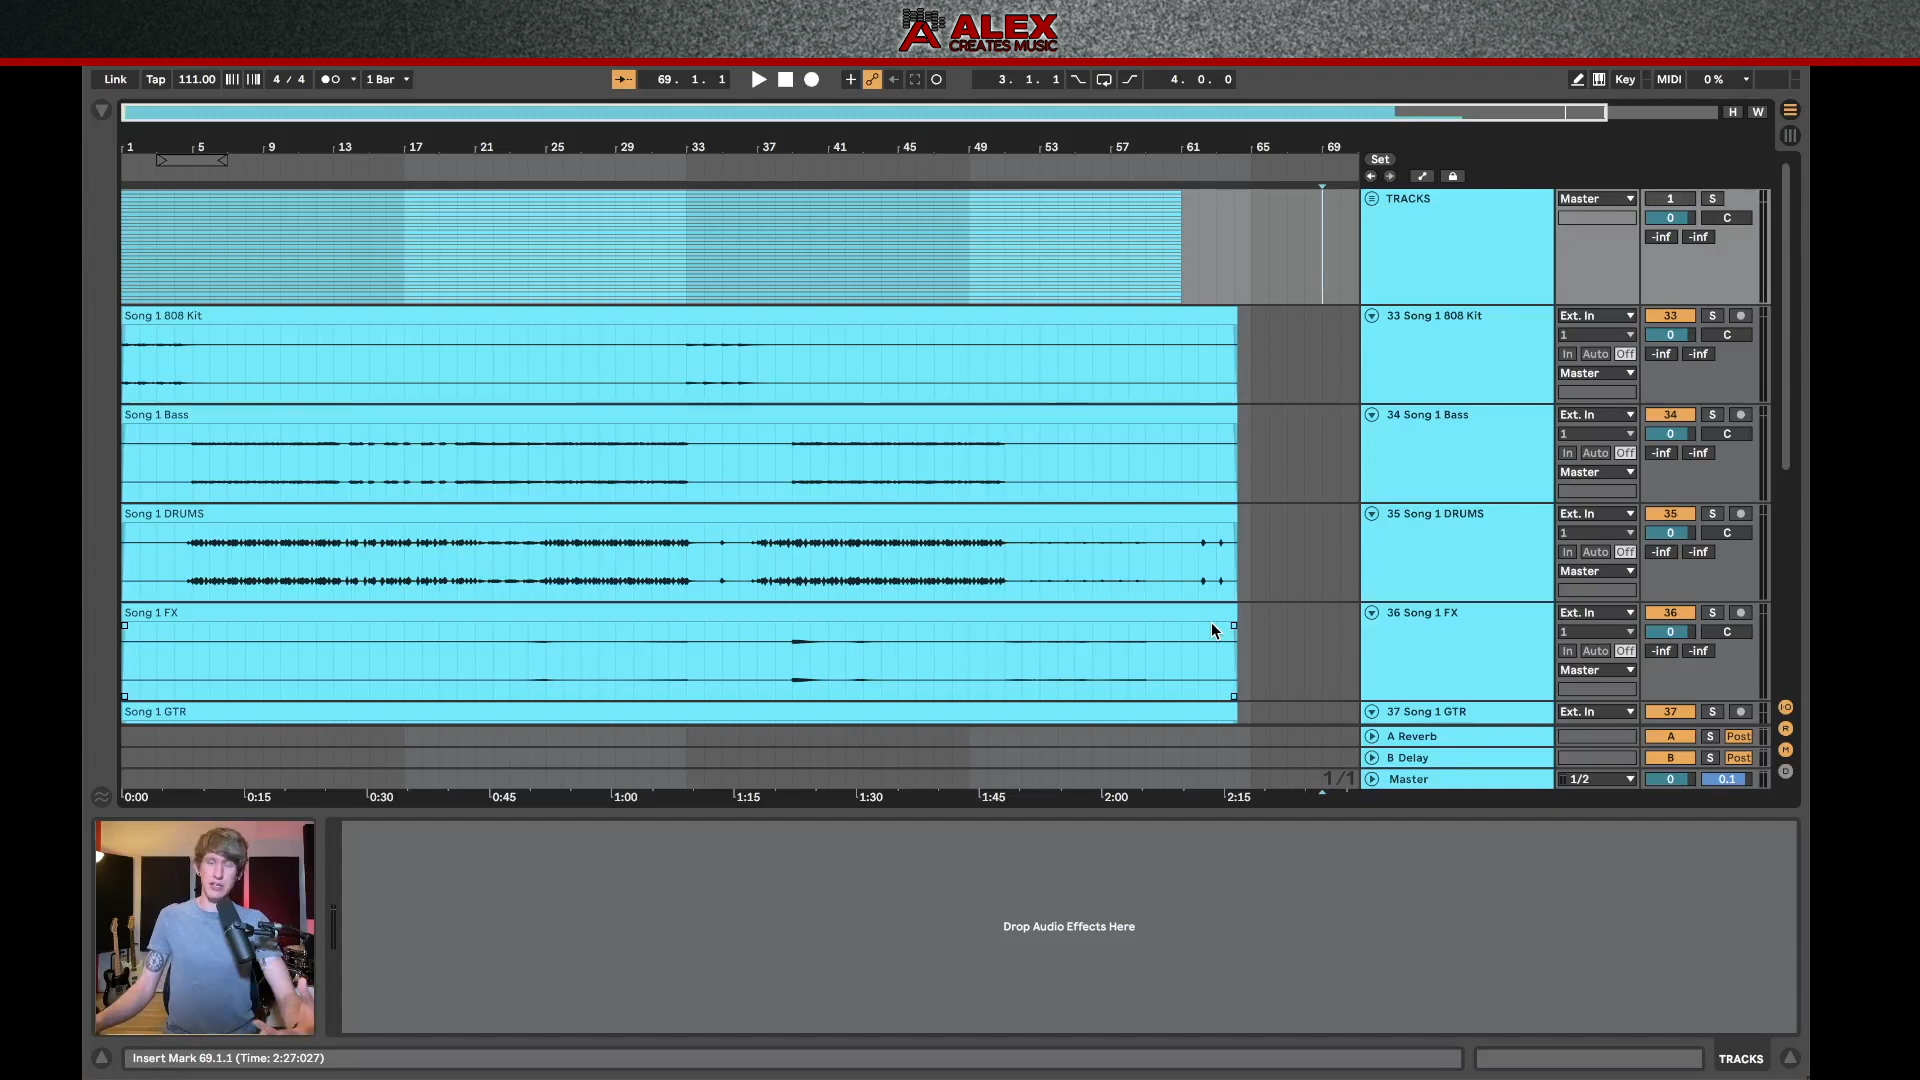 ALEX
CREATES MUSIC
Link Tap 111.00 4 / 4 1 Bar 69. 1. 1 3. 1. 1 4. 0. 0 Key MIDI 0 %
H W
1 5 9 13 17 21 25 29 33 37 41 45 49 53 57 61 65 69
Set
TRACKS Master 1 S
0 C
-inf -inf
Song 1 808 Kit 33 Song 1 808 Kit Ext. In 33 S
1 0 C
In Auto Off -inf -inf
Master
Song 1 Bass 34 Song 1 Bass Ext. In 34 S
1 0 C
In Auto Off -inf -inf
Master
Song 1 DRUMS 35 Song 1 DRUMS Ext. In 35 S
1 0 C
In Auto Off -inf -inf
Master
Song 1 FX 36 Song 1 FX Ext. In 36 S
1 0 C
In Auto Off -inf -inf
Master
Song 1 GTR 37 Song 1 GTR Ext. In 37 S
I·O
A Reverb A S Post
R
B Delay B S Post
M
1/1 Master 1/2 0 0.1
D
0:00 0:15 0:30 0:45 1:00 1:15 1:30 1:45 2:00 2:15
Drop Audio Effects Here
Insert Mark 69.1.1 (Time: 2:27:027) TRACKS